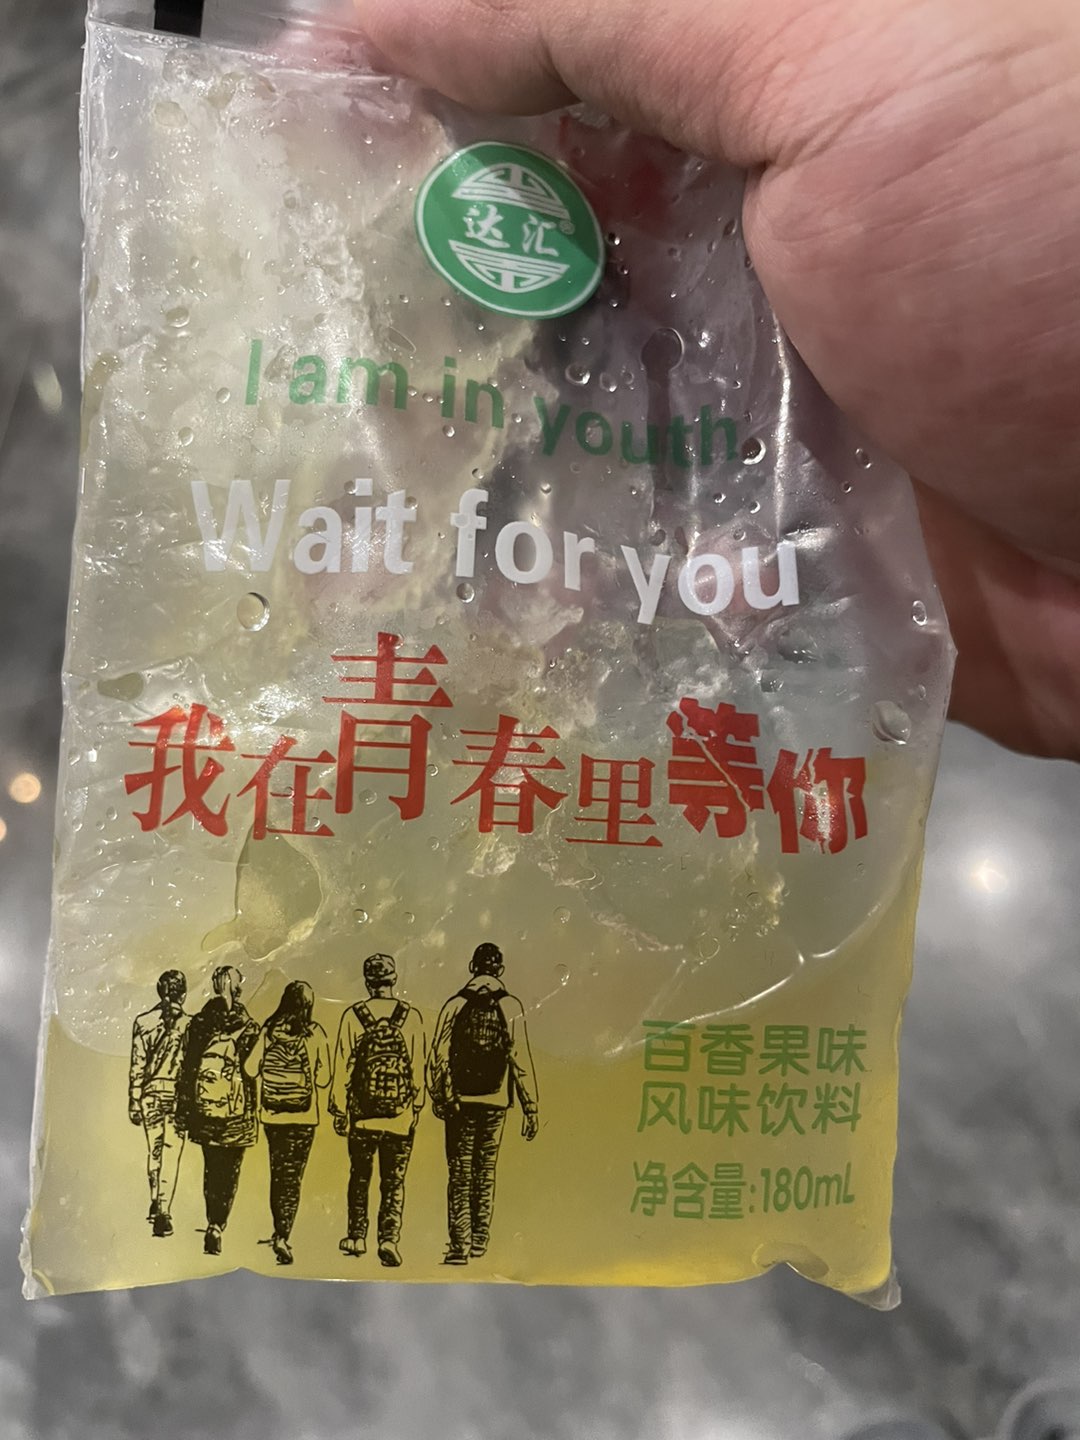 达汇®
I am in youth
Wait for you
我在青春里等你
百香果味
风味饮料
净含量:180mL